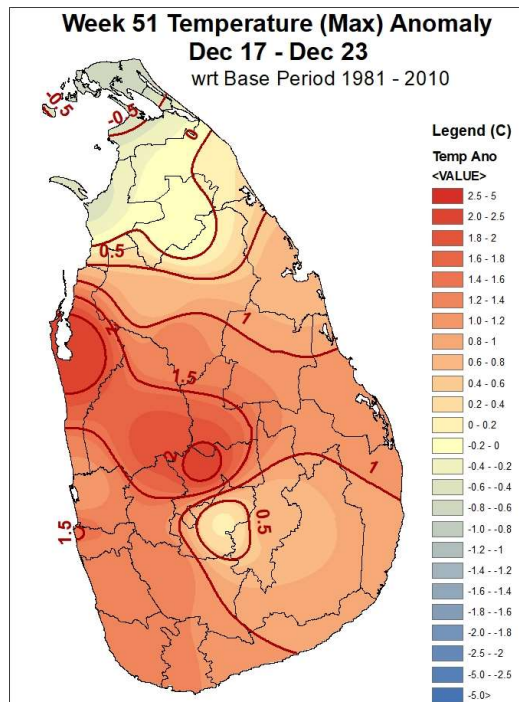 Week 51 Temperature (Max) Anomaly
Dec 17 - Dec 23
wrt Base Period 1981 - 2010
-0.5
-0.5
0
0.5
1
2
1.5
2
1
0.5
1.5
Legend (C)
Temp Ano
<VALUE>
2.5 - 5
2.0 - 2.5
1.8 - 2
1.6 - 1.8
1.4 - 1.6
1.2 - 1.4
1.0 - 1.2
0.8 - 1
0.6 - 0.8
0.4 - 0.6
0.2 - 0.4
0 - 0.2
-0.2 - 0
-0.4 - -0.2
-0.6 - -0.4
-0.8 - -0.6
-1.0 - -0.8
-1.2 - -1
-1.4 - -1.2
-1.6 - -1.4
-1.8 - -1.6
-2.0 - -1.8
-2.5 - -2
-5.0 - -2.5
-5.0>